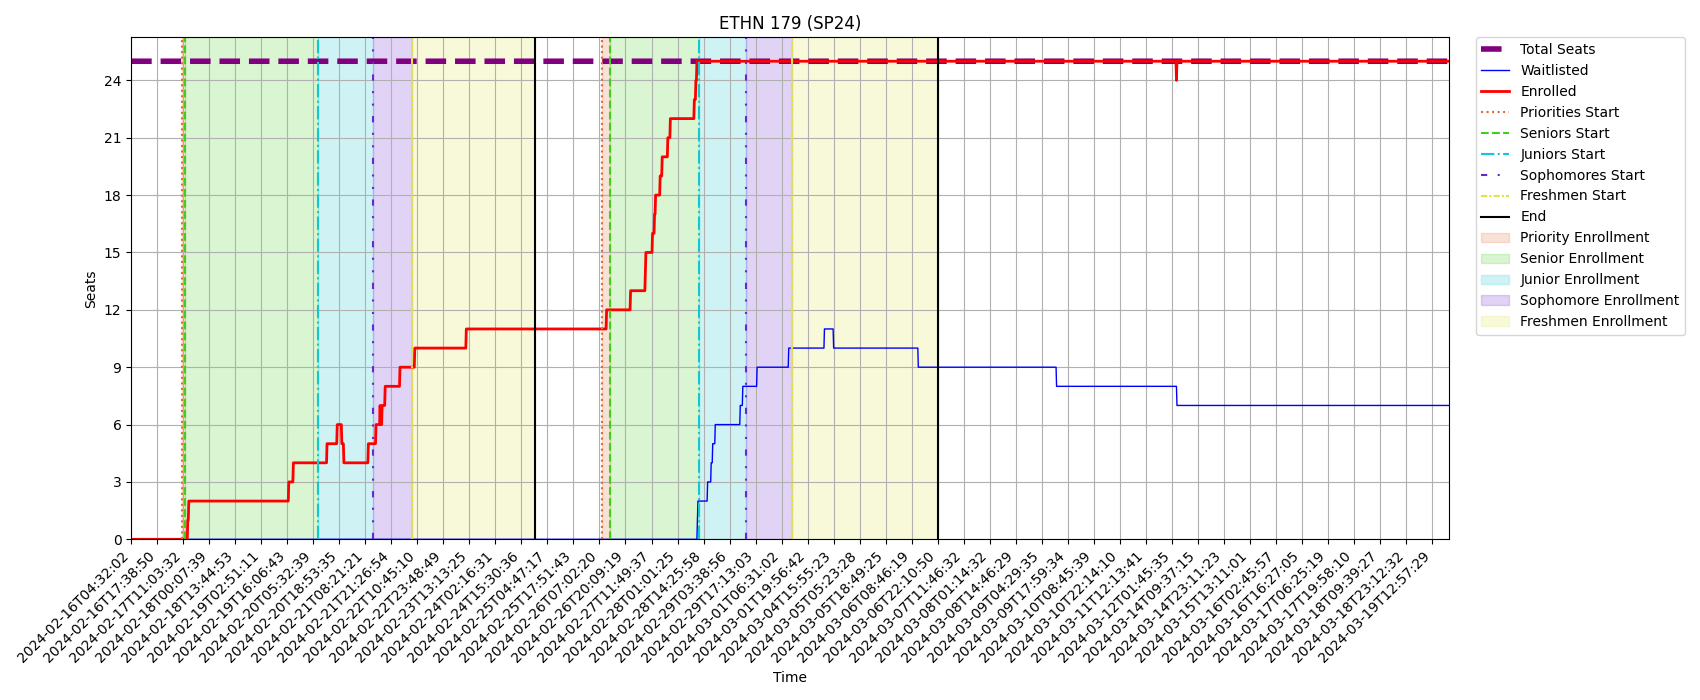 ETHN 179 (SP24)
Seats
24
21
18
15
12
9
6
3
0
2024-02-16T04:32:02
2024-02-16T17:38:50
2024-02-17T11:03:32
2024-02-18T00:07:39
2024-02-18T13:44:53
2024-02-19T02:51:11
2024-02-19T16:06:43
2024-02-20T05:32:39
2024-02-20T18:53:35
2024-02-21T08:21:21
2024-02-21T21:26:54
2024-02-22T10:45:10
2024-02-22T23:48:49
2024-02-23T13:13:25
2024-02-24T02:16:31
2024-02-24T15:30:36
2024-02-25T04:47:17
2024-02-25T17:51:43
2024-02-26T07:02:20
2024-02-26T20:09:19
2024-02-27T11:49:37
2024-02-28T01:01:25
2024-02-28T14:25:58
2024-02-29T03:38:56
2024-02-29T17:13:03
2024-03-01T06:31:02
2024-03-01T19:56:42
2024-03-04T15:55:23
2024-03-05T05:23:28
2024-03-05T18:49:25
2024-03-06T08:46:19
2024-03-06T22:10:50
2024-03-07T11:46:32
2024-03-08T01:14:32
2024-03-08T14:46:29
2024-03-09T04:29:35
2024-03-09T17:59:34
2024-03-10T08:45:39
2024-03-10T22:14:10
2024-03-11T12:13:41
2024-03-12T01:45:35
2024-03-14T09:37:15
2024-03-14T23:11:23
2024-03-15T13:11:01
2024-03-16T02:45:57
2024-03-16T16:27:05
2024-03-17T06:25:19
2024-03-17T19:58:10
2024-03-18T09:39:27
2024-03-18T23:12:32
2024-03-19T12:57:29
Time
Total Seats
Waitlisted
Enrolled
Priorities Start
Seniors Start
Juniors Start
Sophomores Start
Freshmen Start
End
Priority Enrollment
Senior Enrollment
Junior Enrollment
Sophomore Enrollment
Freshmen Enrollment